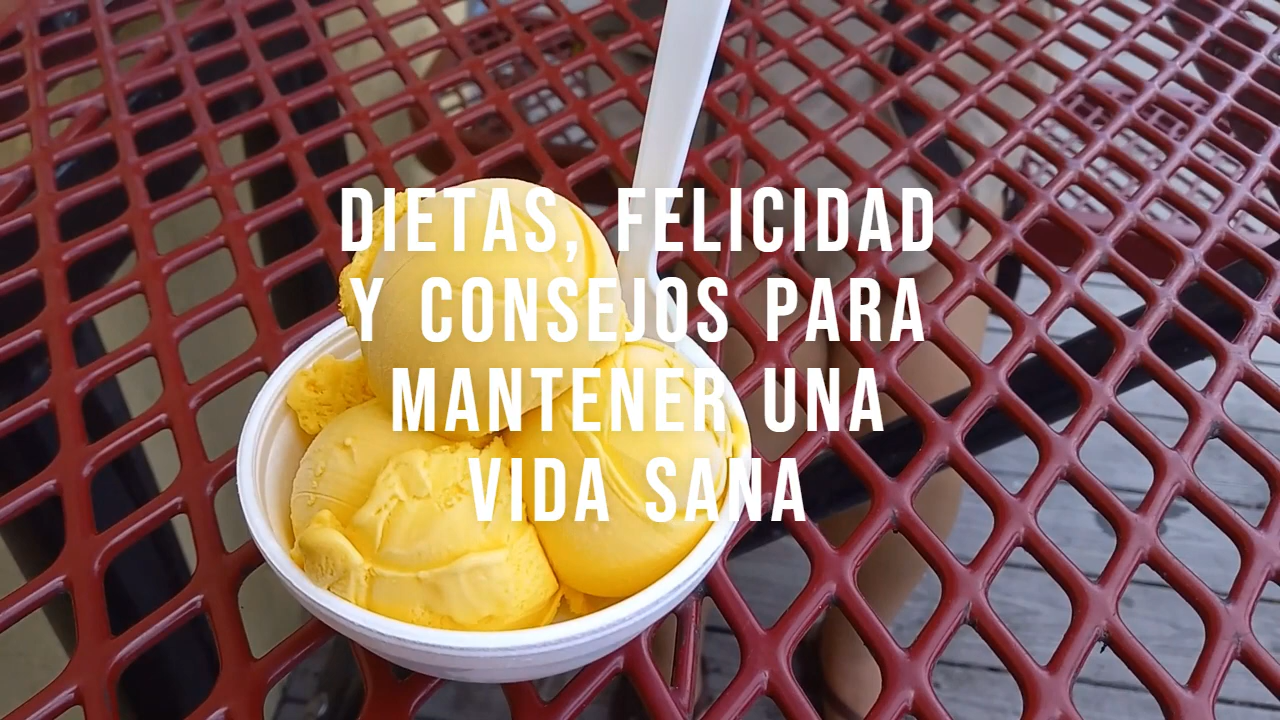 DIETAS, FELICIDAD
Y CONSEJOS PARA
MANTENER UNA
VIDA SANA